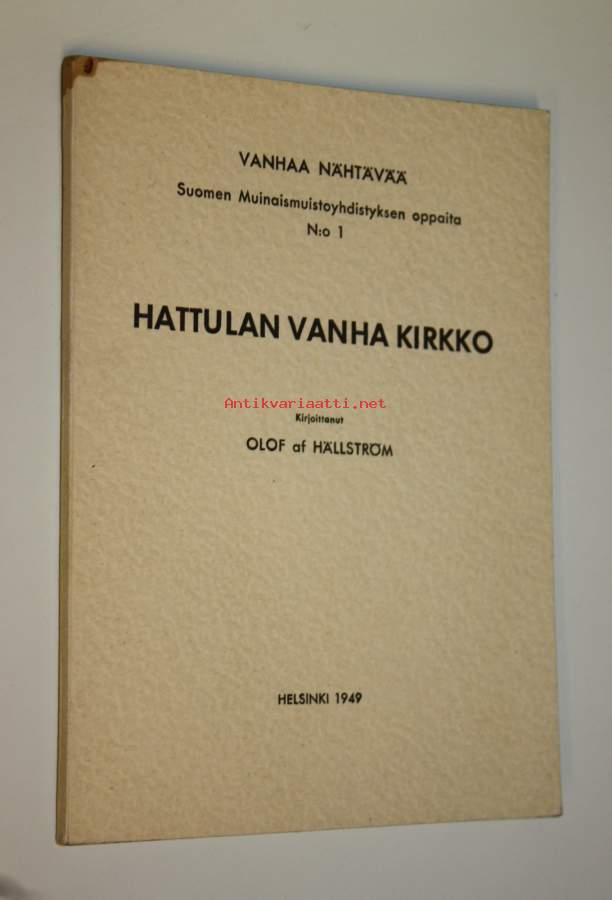 VANHAA NÄHTÄVÄÄ
Suomen Muinaismuistoyhdistyksen oppaita
N:o 1
HATTULAN VANHA KIRKKO
Antikvariaatti.net
Kirjoittanut
OLOF af HÄLLSTRÖM
HELSINKI 1949